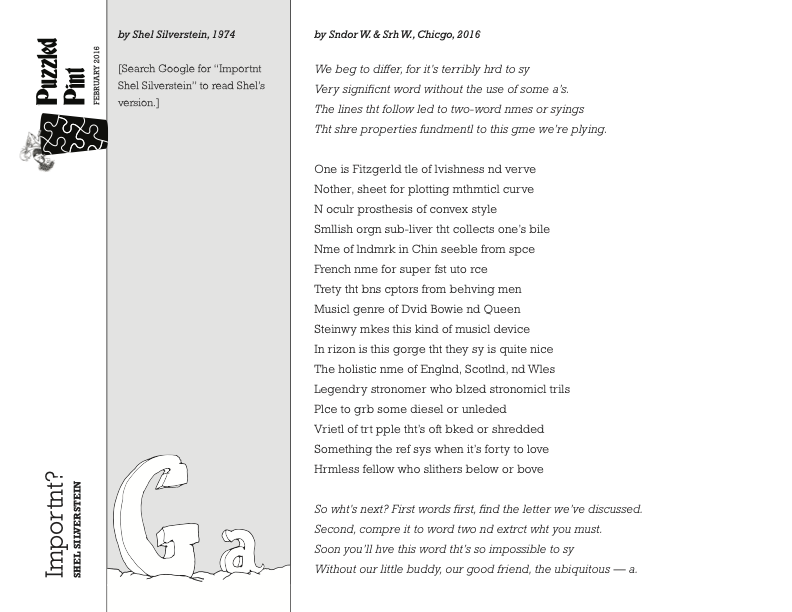 Puzzled
Pint
FEBRUARY 2016
Importnt?
SHEL SILVERSTEIN
by Shel Silverstein, 1974
[Search Google for “Importnt
Shel Silverstein” to read Shel’s
version.]
G a
by Sndor W. & Srh W., Chicgo, 2016
We beg to differ, for it’s terribly hrd to sy
Very significnt word without the use of some a’s.
The lines tht follow led to two-word nmes or syings
Tht shre properties fundmentl to this gme we’re plying.
One is Fitzgerld tle of lvishness nd verve
Nother, sheet for plotting mthmticl curve
N oculr prosthesis of convex style
Smllish orgn sub-liver tht collects one’s bile
Nme of lndmrk in Chin seeble from spce
French nme for super fst uto rce
Trety tht bns cptors from behving men
Musicl genre of Dvid Bowie nd Queen
Steinwy mkes this kind of musicl device
In rizon is this gorge tht they sy is quite nice
The holistic nme of Englnd, Scotlnd, nd Wles
Legendry stronomer who blzed stronomicl trils
Plce to grb some diesel or unleded
Vrietl of trt pple tht’s oft bked or shredded
Something the ref sys when it’s forty to love
Hrmless fellow who slithers below or bove
So wht’s next? First words first, find the letter we’ve discussed.
Second, compre it to word two nd extrct wht you must.
Soon you’ll hve this word tht’s so impossible to sy
Without our little buddy, our good friend, the ubiquitous — a.